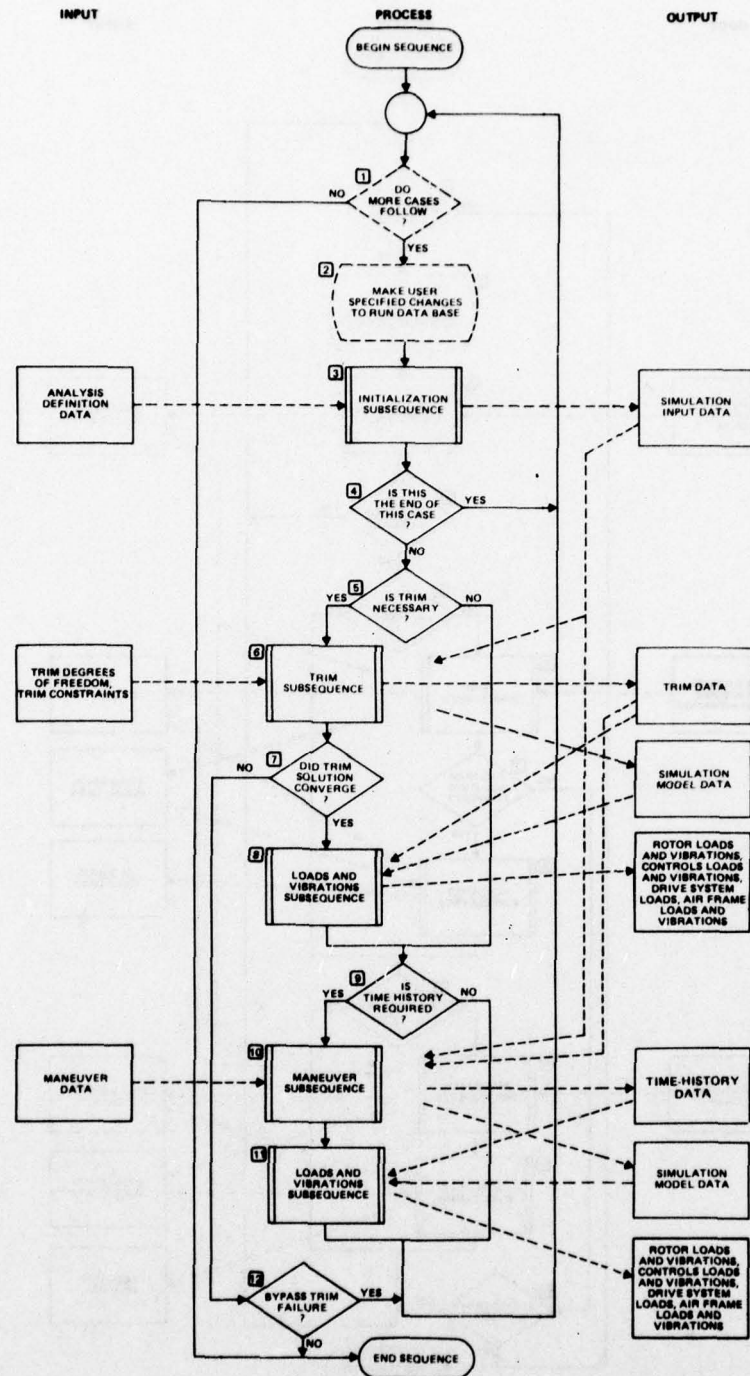 INPUT
PROCESS
OUTPUT
BEGIN SEQUENCE
1
NO
DO
MORE CASES
FOLLOW
?
YES
2
MAKE USER
SPECIFIED CHANGES
TO RUN DATA BASE
ANALYSIS
DEFINITION
DATA
3
INITIALIZATION
SUBSEQUENCE
SIMULATION
INPUT DATA
4
IS THIS
THE END OF
THIS CASE
?
YES
NO
5
YES
IS TRIM
NECESSARY
?
NO
TRIM DEGREES
OF FREEDOM,
TRIM CONSTRAINTS
6
TRIM
SUBSEQUENCE
TRIM DATA
7
NO
DID TRIM
SOLUTION
CONVERGE
?
YES
SIMULATION
MODEL DATA
8
LOADS AND
VIBRATIONS
SUBSEQUENCE
ROTOR LOADS
AND VIBRATIONS,
CONTROLS LOADS
AND VIBRATIONS,
DRIVE SYSTEM
LOADS, AIR FRAME
LOADS AND
VIBRATIONS
9
YES
IS
TIME HISTORY
REQUIRED
?
NO
MANEUVER
DATA
10
MANEUVER
SUBSEQUENCE
TIME-HISTORY
DATA
11
LOADS AND
VIBRATIONS
SUBSEQUENCE
SIMULATION
MODEL DATA
ROTOR LOADS
AND VIBRATIONS,
CONTROLS LOADS
AND VIBRATIONS,
DRIVE SYSTEM
LOADS, AIR FRAME
LOADS AND
VIBRATIONS
12
BYPASS TRIM
FAILURE
?
YES
NO
END SEQUENCE